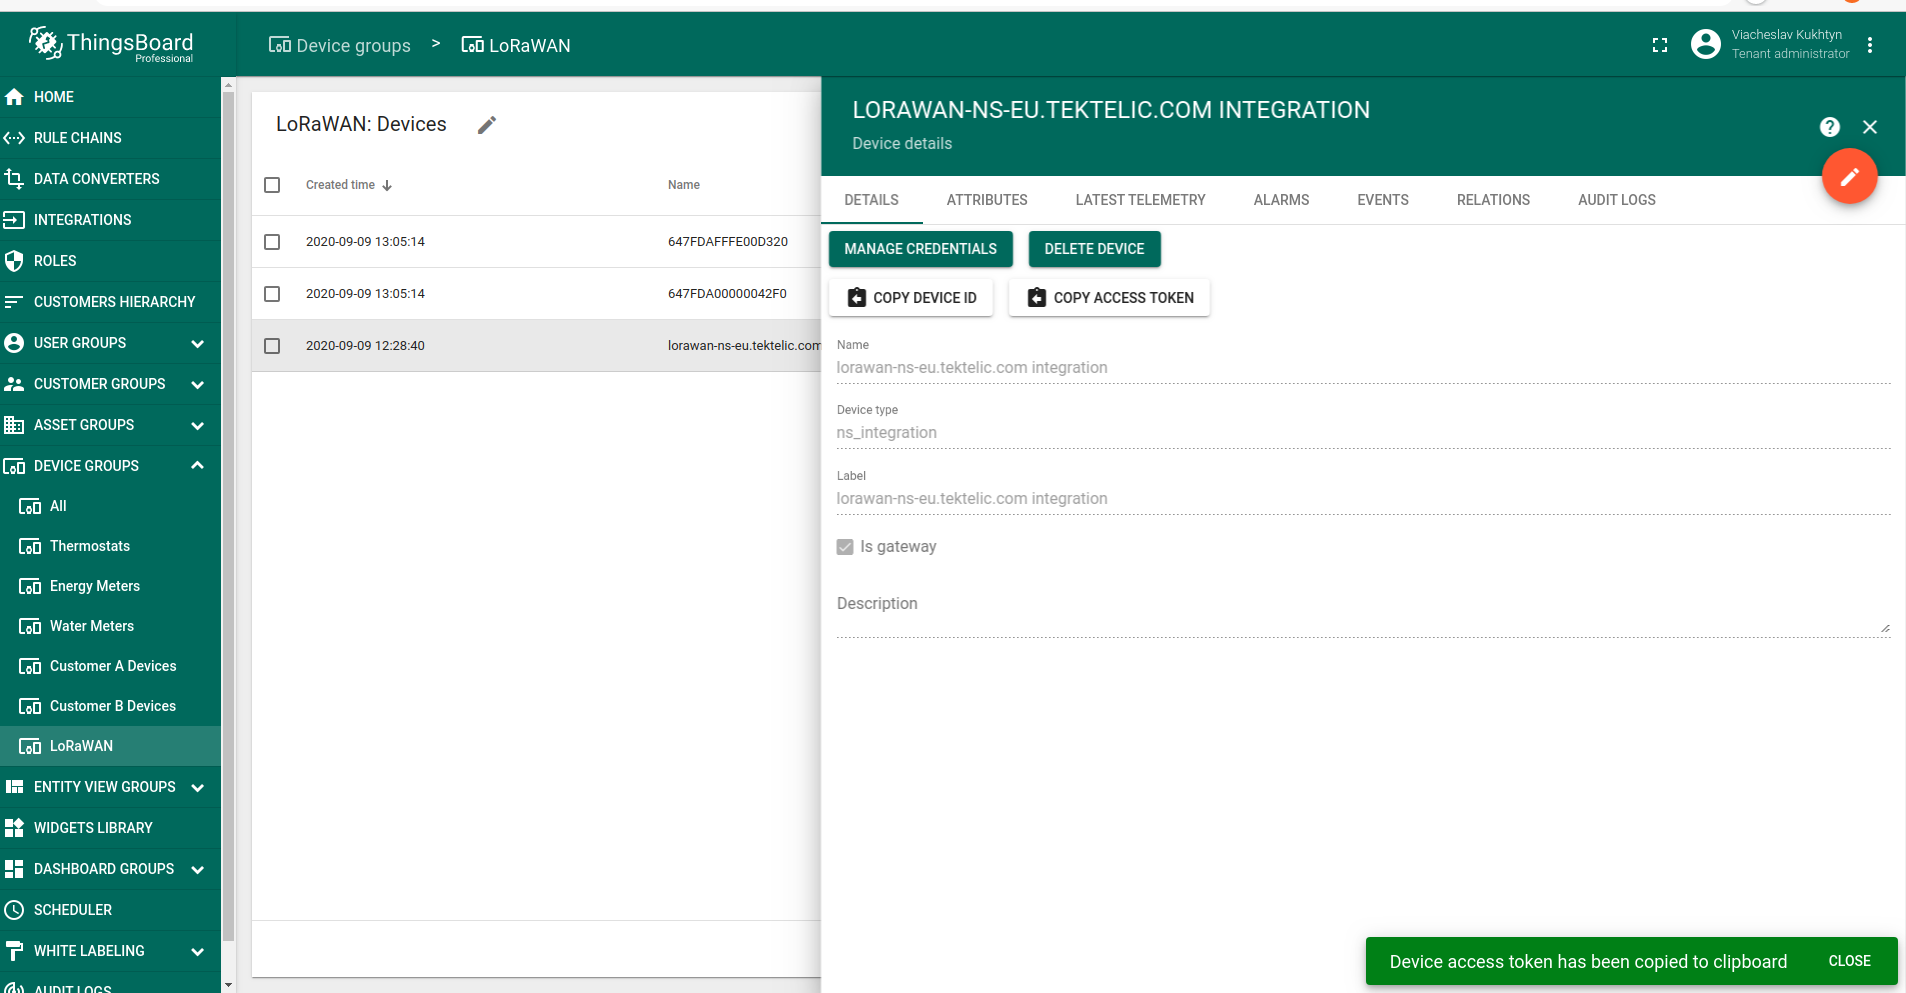 ThingsBoard
Professional
Device groups > LoRaWAN
Viacheslav Kukhtyn
Tenant administrator
HOME
RULE CHAINS
DATA CONVERTERS
INTEGRATIONS
ROLES
CUSTOMERS HIERARCHY
USER GROUPS
CUSTOMER GROUPS
ASSET GROUPS
DEVICE GROUPS
All
Thermostats
Energy Meters
Water Meters
Customer A Devices
Customer B Devices
LoRaWAN
ENTITY VIEW GROUPS
WIDGETS LIBRARY
DASHBOARD GROUPS
SCHEDULER
WHITE LABELING
AUDIT LOGS
LoRaWAN: Devices
Created time Name
2020-09-09 13:05:14 647FDAFFFE00D320
2020-09-09 13:05:14 647FDA00000042F0
2020-09-09 12:28:40 lorawan-ns-eu.tektelic.com
LORAWAN-NS-EU.TEKTELIC.COM INTEGRATION
Device details
DETAILS ATTRIBUTES LATEST TELEMETRY ALARMS EVENTS RELATIONS AUDIT LOGS
MANAGE CREDENTIALS DELETE DEVICE
COPY DEVICE ID COPY ACCESS TOKEN
Name
lorawan-ns-eu.tektelic.com integration
Device type
ns_integration
Label
lorawan-ns-eu.tektelic.com integration
Is gateway
Description
Device access token has been copied to clipboard CLOSE